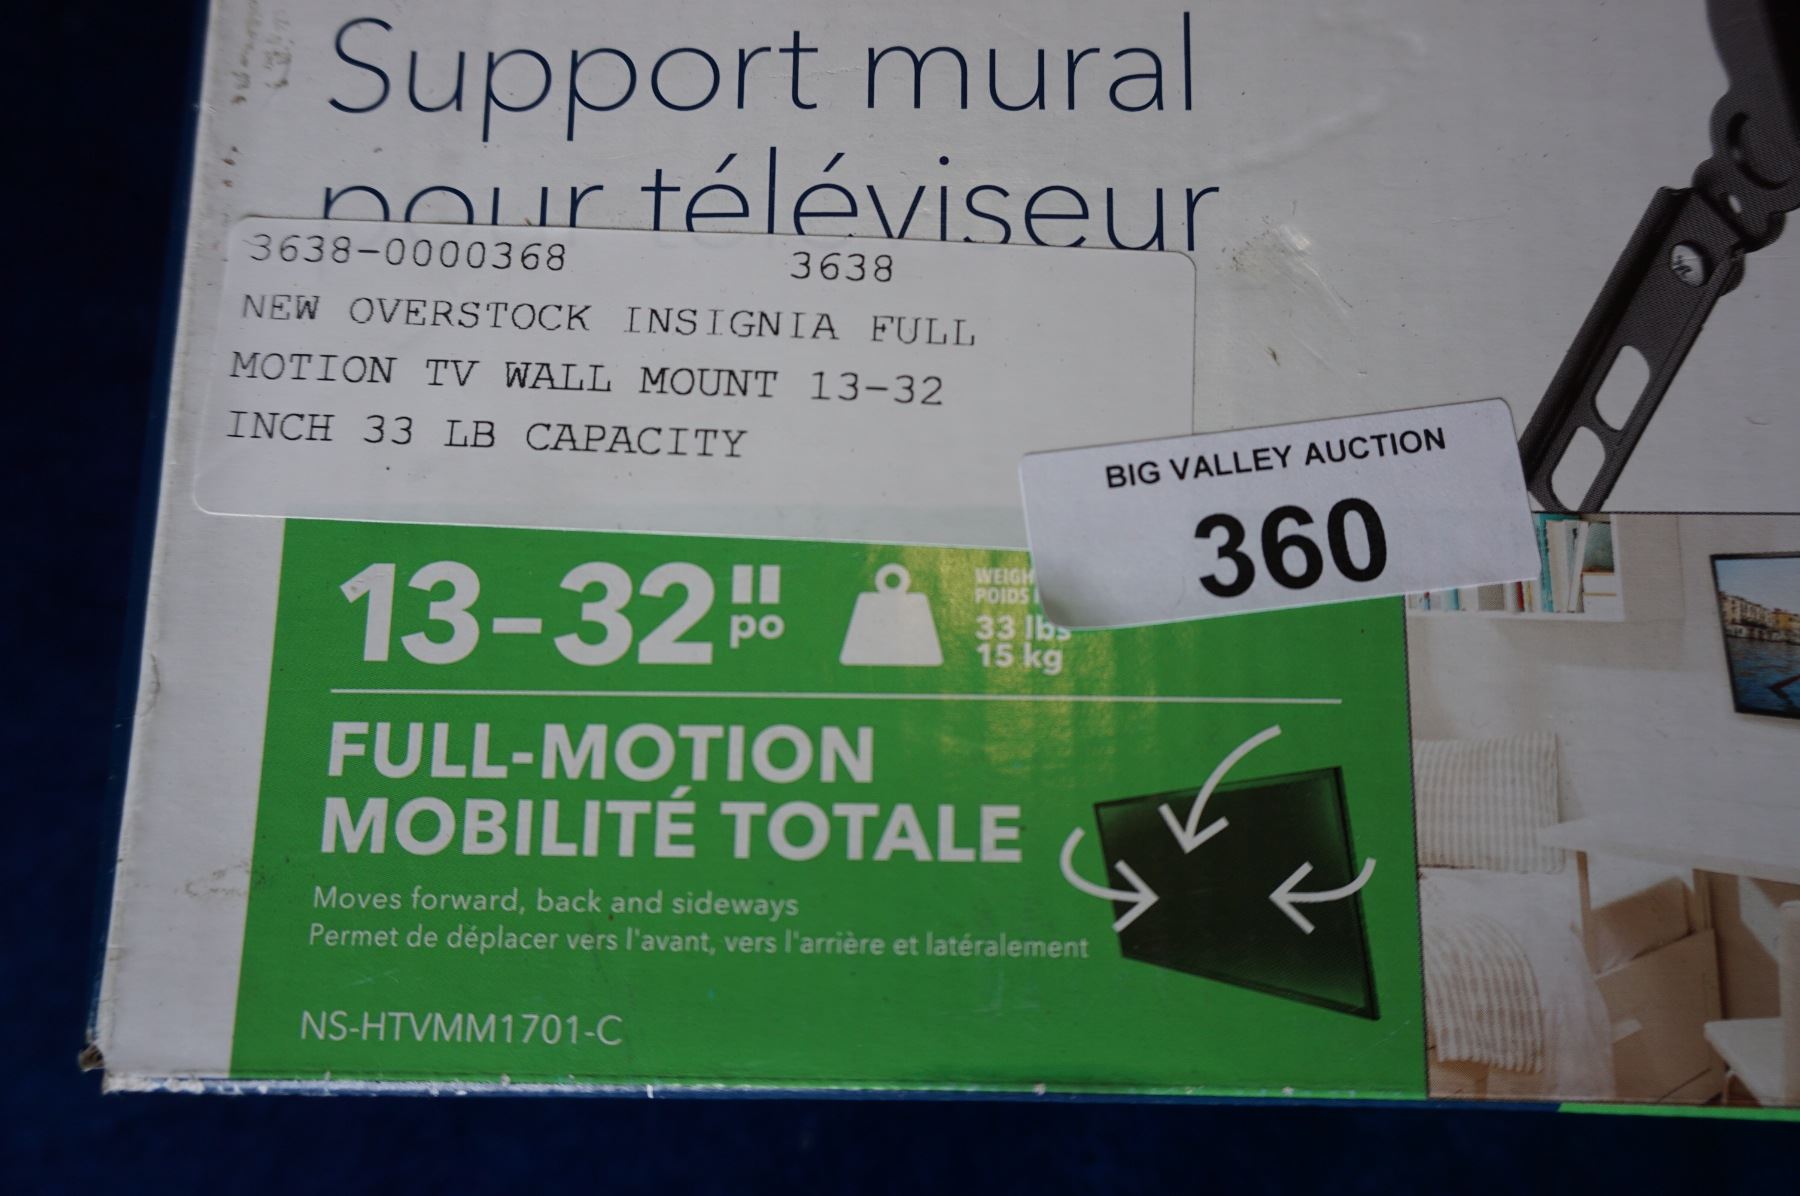 Support mural
pour téléviseur
3638-0000368 3638
NEW OVERSTOCK INSIGNIA FULL
MOTION TV WALL MOUNT 13-32
INCH 33 LB CAPACITY
BIG VALLEY AUCTION
360
13-32"
po
POIDS
33 lbs
15 kg
FULL-MOTION
MOBILITÉ TOTALE
Moves forward, back and sideways
Permet de déplacer vers l'avant, vers l'arrière et latéralement
NS-HTVMM1701-C